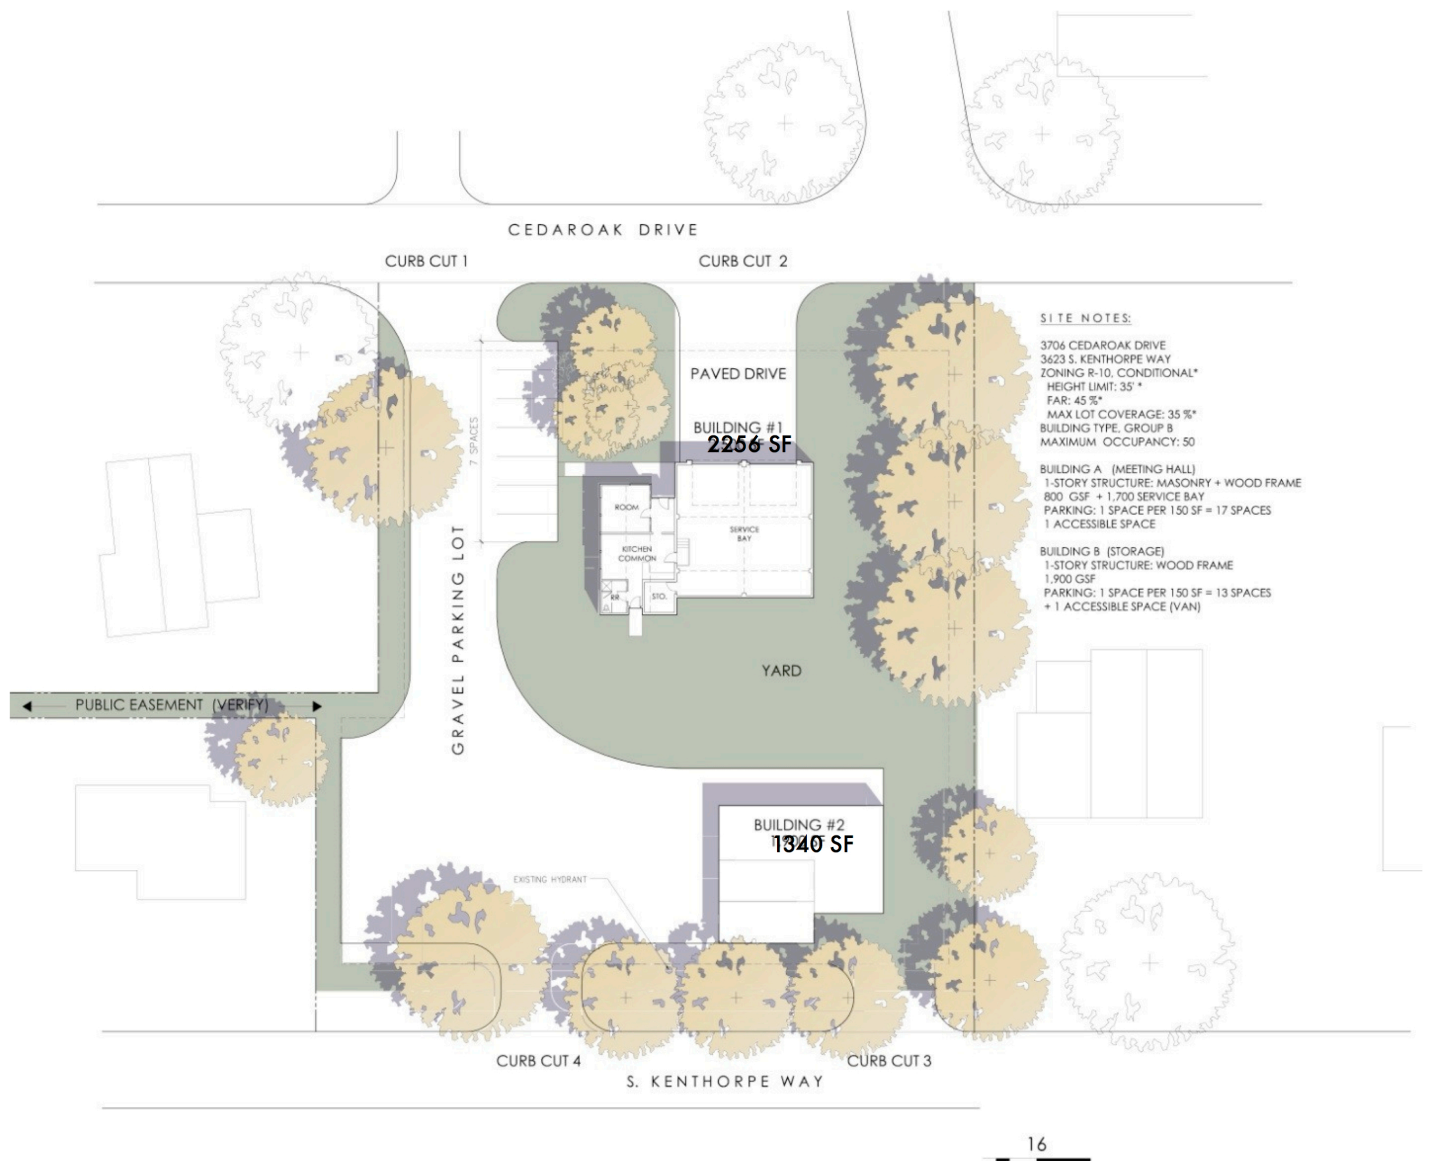 CEDAROAK DRIVE
CURB CUT 1
CURB CUT 2
SITE NOTES:
3706 CEDAROAK DRIVE
3623 S. KENTHORPE WAY
ZONING R-10, CONDITIONAL*
HEIGHT LIMIT: 35' *
FAR: 45 %*
MAX LOT COVERAGE: 35 %*
BUILDING TYPE, GROUP B
MAXIMUM OCCUPANCY: 50
BUILDING A (MEETING HALL)
1-STORY STRUCTURE: MASONRY + WOOD FRAME
800 GSF + 1,700 SERVICE BAY
PARKING: 1 SPACE PER 150 SF = 17 SPACES
1 ACCESSIBLE SPACE
BUILDING B (STORAGE)
1-STORY STRUCTURE: WOOD FRAME
1,900 GSF
PARKING: 1 SPACE PER 150 SF = 13 SPACES
+ 1 ACCESSIBLE SPACE (VAN)
PAVED DRIVE
BUILDING #1
2256 SF
7 SPACES
ROOM
SERVICE
BAY
KITCHEN
COMMON
RR
STO.
GRAVEL PARKING LOT
YARD
PUBLIC EASEMENT (VERIFY)
BUILDING #2
1340 SF
EXISTING HYDRANT
CURB CUT 4
CURB CUT 3
S. KENTHORPE WAY
16